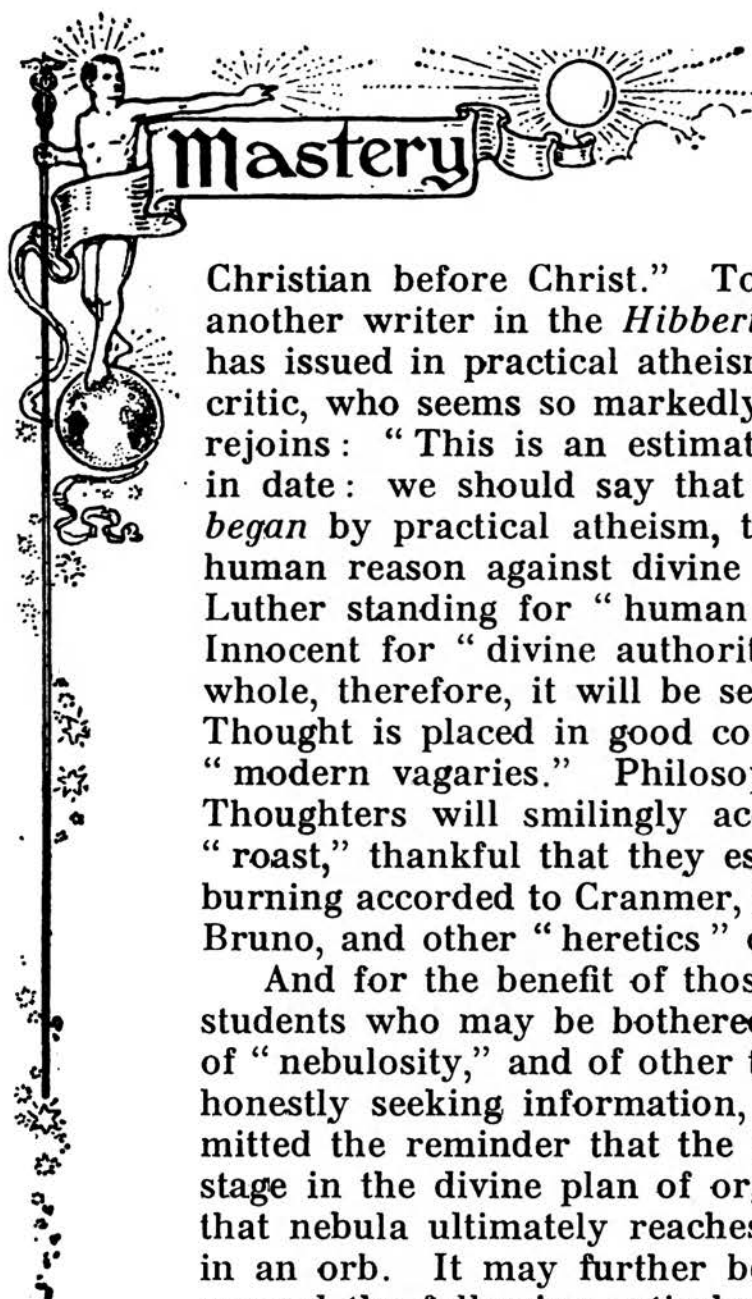 Mastery
Christian before Christ." To
another writer in the Hibbert
has issued in practical atheism
critic, who seems so markedly
rejoins: "This is an estimat
in date: we should say that
began by practical atheism, t
human reason against divine
Luther standing for "human
Innocent for "divine authorit
whole, therefore, it will be se
Thought is placed in good co
"modern vagaries." Philosop
Thoughters will smilingly ac
"roast," thankful that they es
burning accorded to Cranmer,
Bruno, and other "heretics"
And for the benefit of thos
students who may be bothered
of "nebulosity," and of other t
honestly seeking information,
mitted the reminder that the
stage in the divine plan of or
that nebula ultimately reaches
in an orb. It may further be